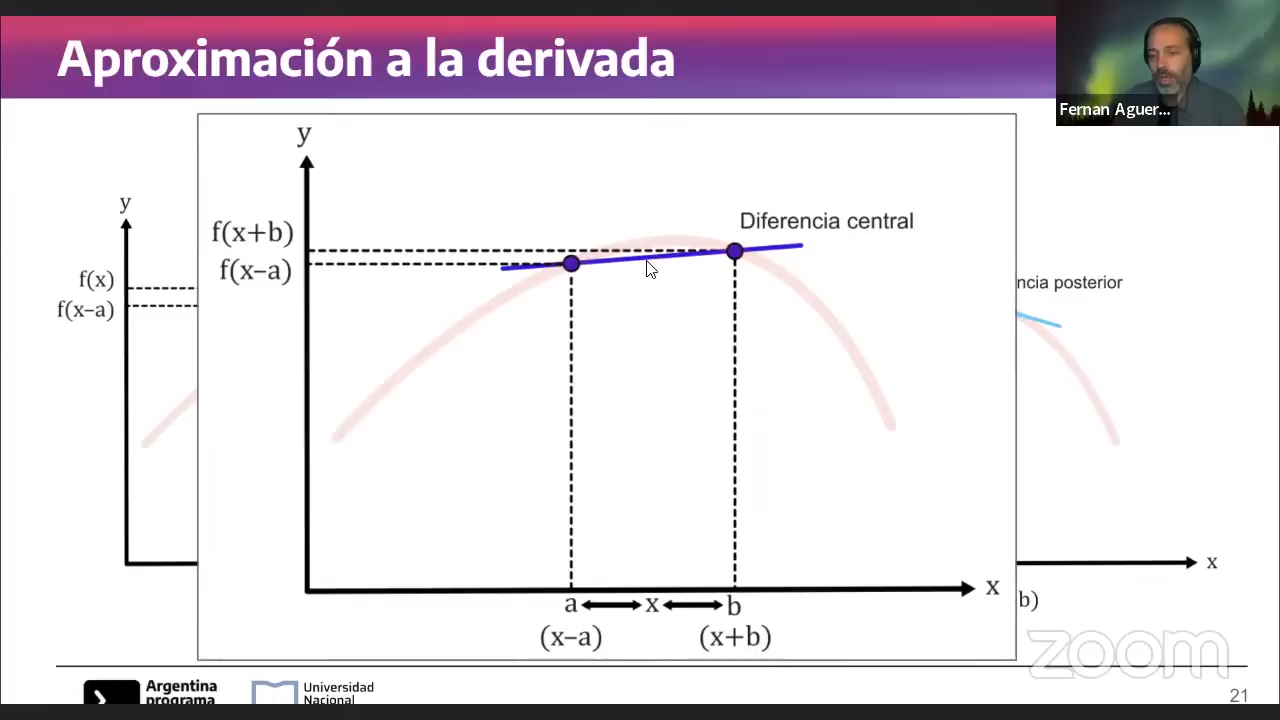 Aproximación a la derivada
Fernan Aguer...
y
f(x+b)
f(x–a)
Diferencia central
x
a
x
b
(x–a)
(x+b)
y
f(x)
f(x–a)
ncia posterior
x
b)
zoom
Argentina
programa
Universidad
Nacional
21